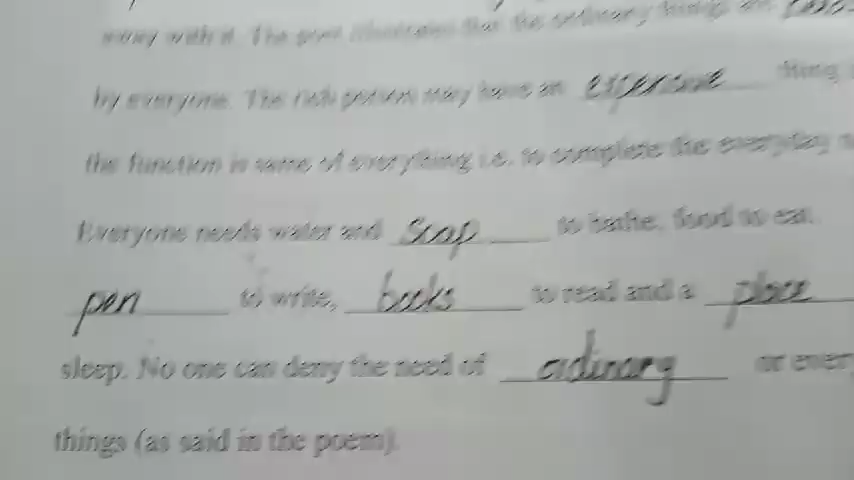 away with it. The poet illustrates that the ordinary things are
by everyone. The rich person may have an expensive thing
the function is same of everything i.e. to complete the everyday
Everyone needs water and Soap to bathe, food to eat,
pen to write, books to read and a place
sleep. No one can deny the need of ordinary or every
things (as said in the poem).